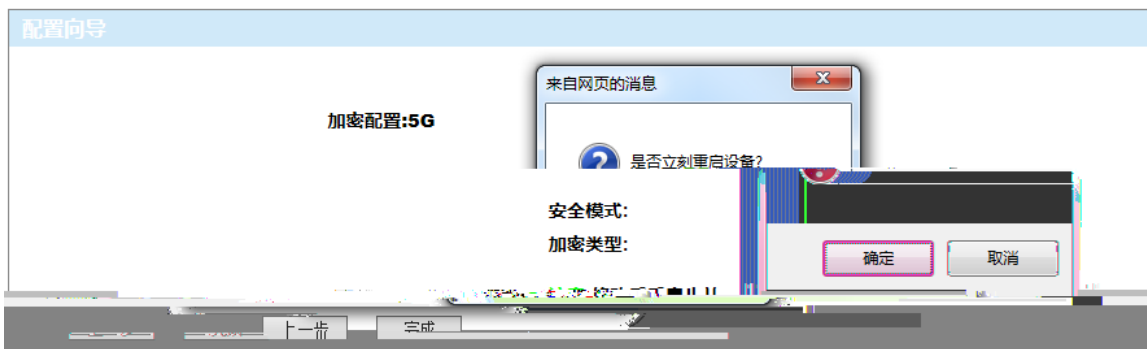 配置向导
来自网页的消息
加密配置:5G
是否立刻重启设备?
安全模式:
加密类型:
确定
取消
上一步
完成